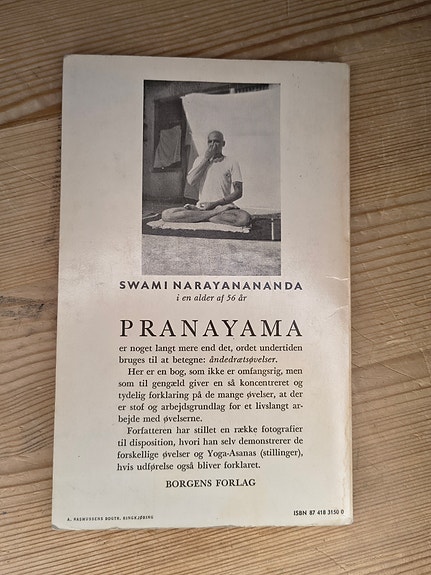 SWAMI NARAYANANANDA
i en alder af 56 år
PRANAYAMA
er noget langt mere end det, ordet undertiden
bruges til at betegne: åndedrætsøvelser.
Her er en bog, som ikke er omfangsrig, men
som til gengæld giver en så koncentreret og
tydelig forklaring på de mange øvelser, at der
er stof og arbejdsgrundlag for et livslangt ar-
bejde med øvelserne.
Forfatteren har stillet en række fotografier
til disposition, hvori han selv demonstrerer de
forskellige øvelser og Yoga-Asanas (stillinger),
hvis udførelse også bliver forklaret.
BORGENS FORLAG
A. RASMUSSENS BOGTR. RINGKJØBING
ISBN 87 418 3150 0